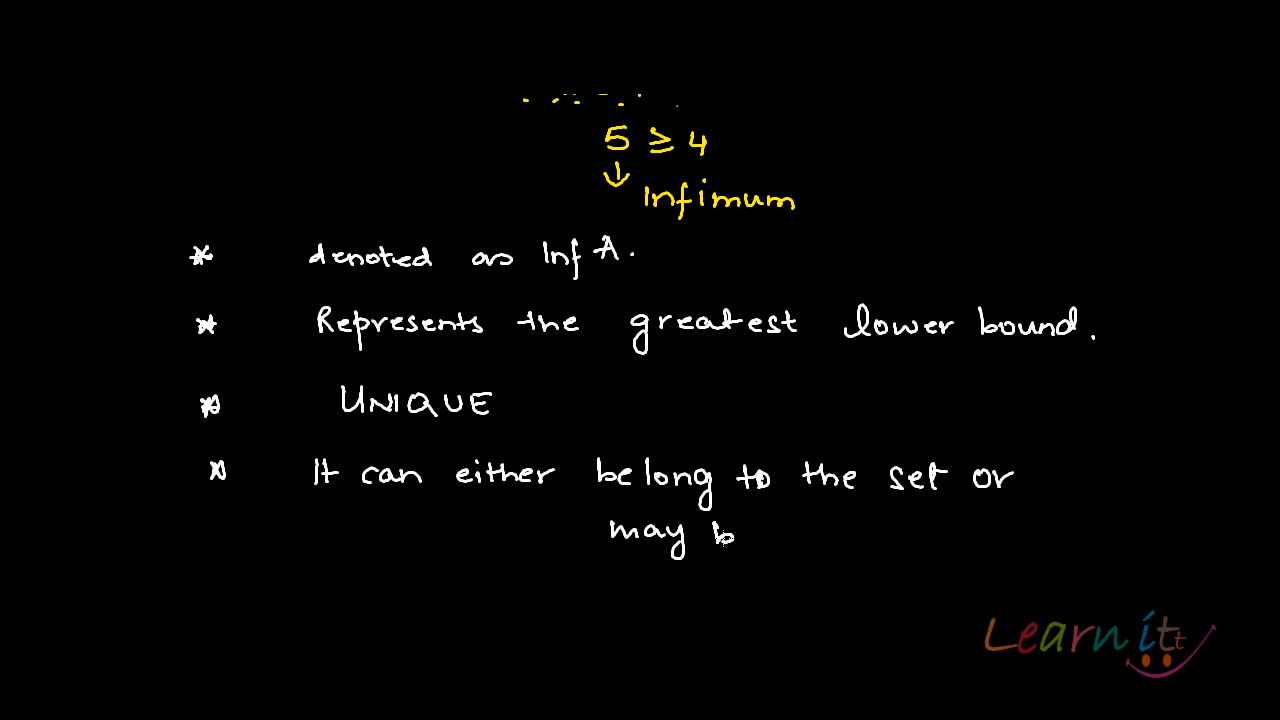 5 ≥ 4
↓ Infimum
* denoted as Inf A.
* Represents the greatest lower bound.
* UNIQUE
* It can either belong to the set or
may b
Learnitt